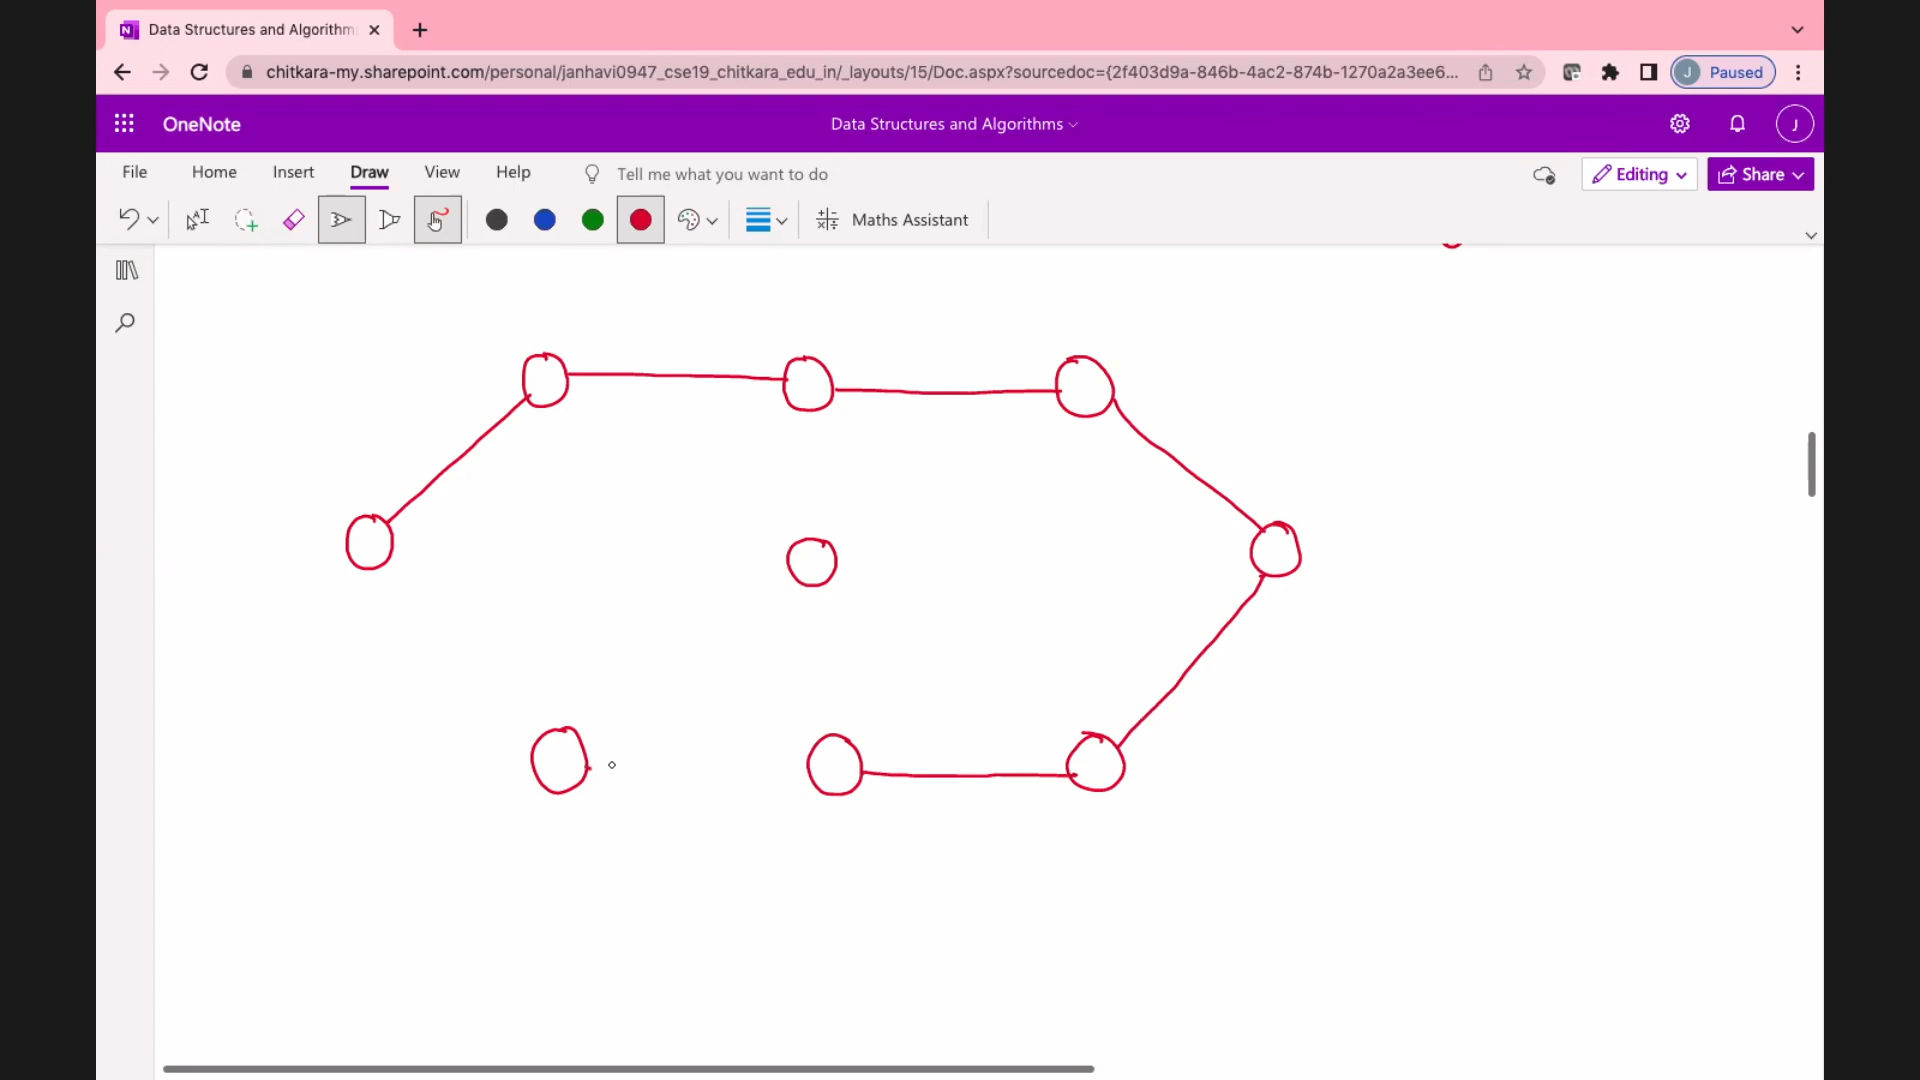 Data Structures and Algorithm
chitkara-my.sharepoint.com/personal/janhavi0947_cse19_chitkara_edu_in/_layouts/15/Doc.aspx?sourcedoc={2f403d9a-846b-4ac2-874b-1270a2a3ee6...
J Paused
OneNote
Data Structures and Algorithms
J
File Home Insert Draw View Help Tell me what you want to do
Editing Share
Maths Assistant